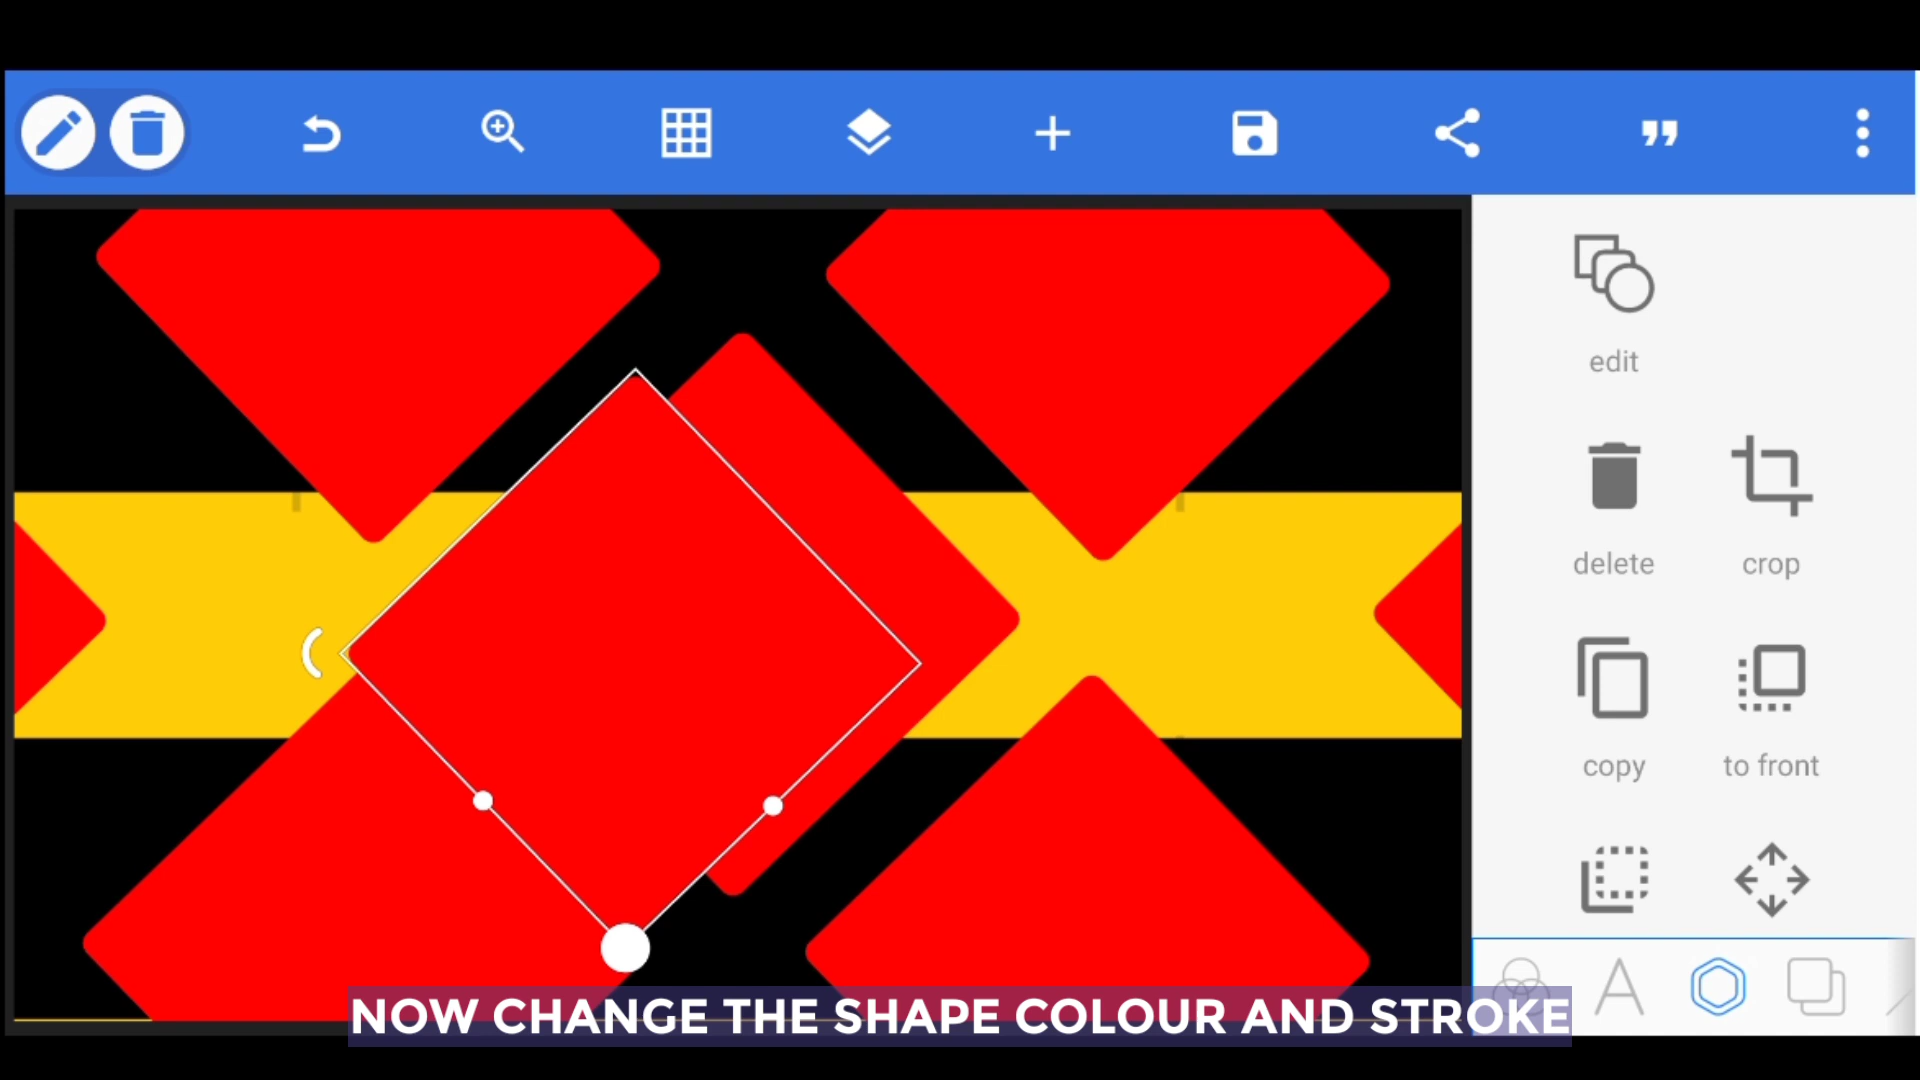 edit
delete
crop
copy
to front
NOW CHANGE THE SHAPE COLOUR AND STROKE